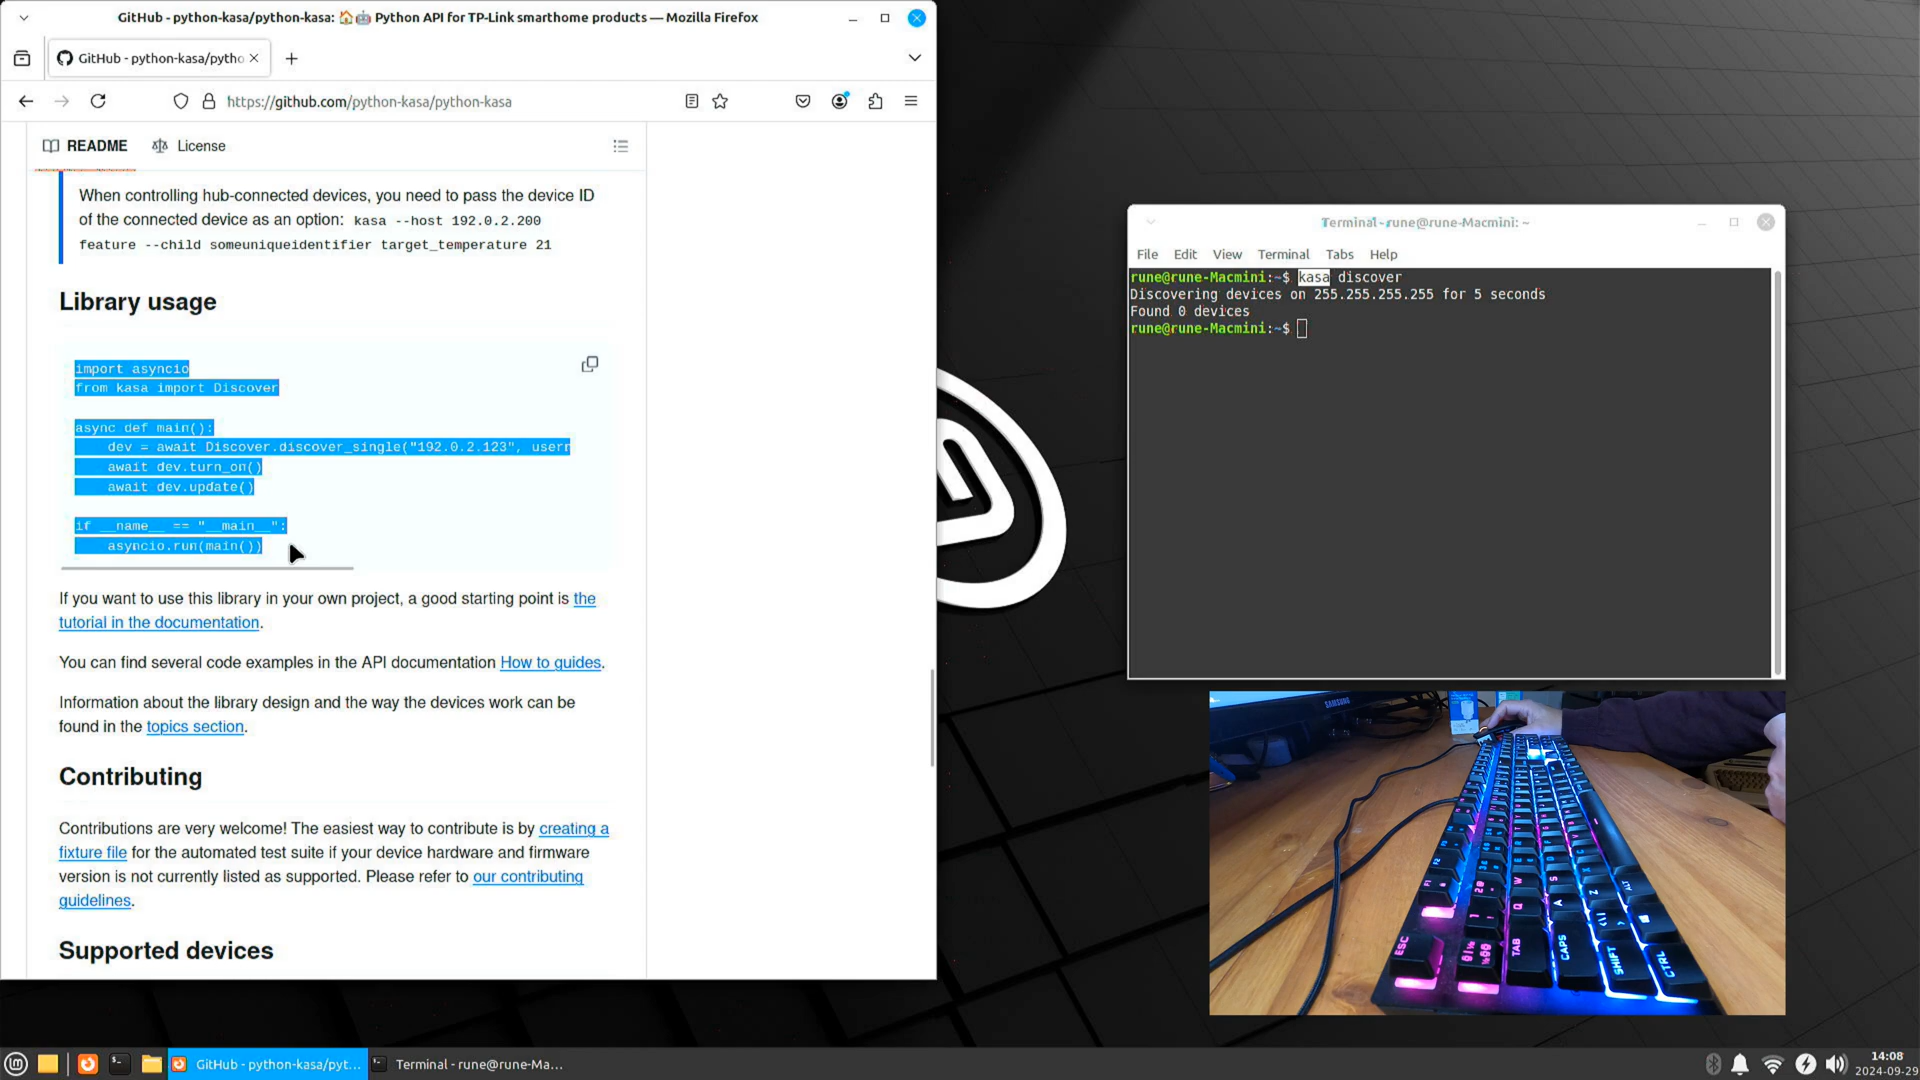 GitHub - python-kasa/python-kasa: 🏠🤖 Python API for TP-Link smarthome products — Mozilla Firefox
GitHub - python-kasa/pytho
https://github.com/python-kasa/python-kasa
README
License
When controlling hub-connected devices, you need to pass the device ID
of the connected device as an option: kasa --host 192.0.2.200
feature --child someuniqueidentifier target_temperature 21
Library usage
import asyncio
from kasa import Discover
async def main():
dev = await Discover.discover_single("192.0.2.123", usern
await dev.turn_on()
await dev.update()
if __name__ == "__main__":
asyncio.run(main())
If you want to use this library in your own project, a good starting point is the
tutorial in the documentation.
You can find several code examples in the API documentation How to guides.
Information about the library design and the way the devices work can be
found in the topics section.
Contributing
Contributions are very welcome! The easiest way to contribute is by creating a
fixture file for the automated test suite if your device hardware and firmware
version is not currently listed as supported. Please refer to our contributing
guidelines.
Supported devices
Terminal - rune@rune-Macmini: ~
File Edit View Terminal Tabs Help
rune@rune-Macmini:~$ kasa discover
Discovering devices on 255.255.255.255 for 5 seconds
Found 0 devices
rune@rune-Macmini:~$
SAMSUNG
ESC
TAB
CAPS
SHIFT
CTRL
ALT
F1
F2
Q
W
A
S
Z
GitHub - python-kasa/pyt...
Terminal - rune@rune-Ma...
14:08
2024-09-29